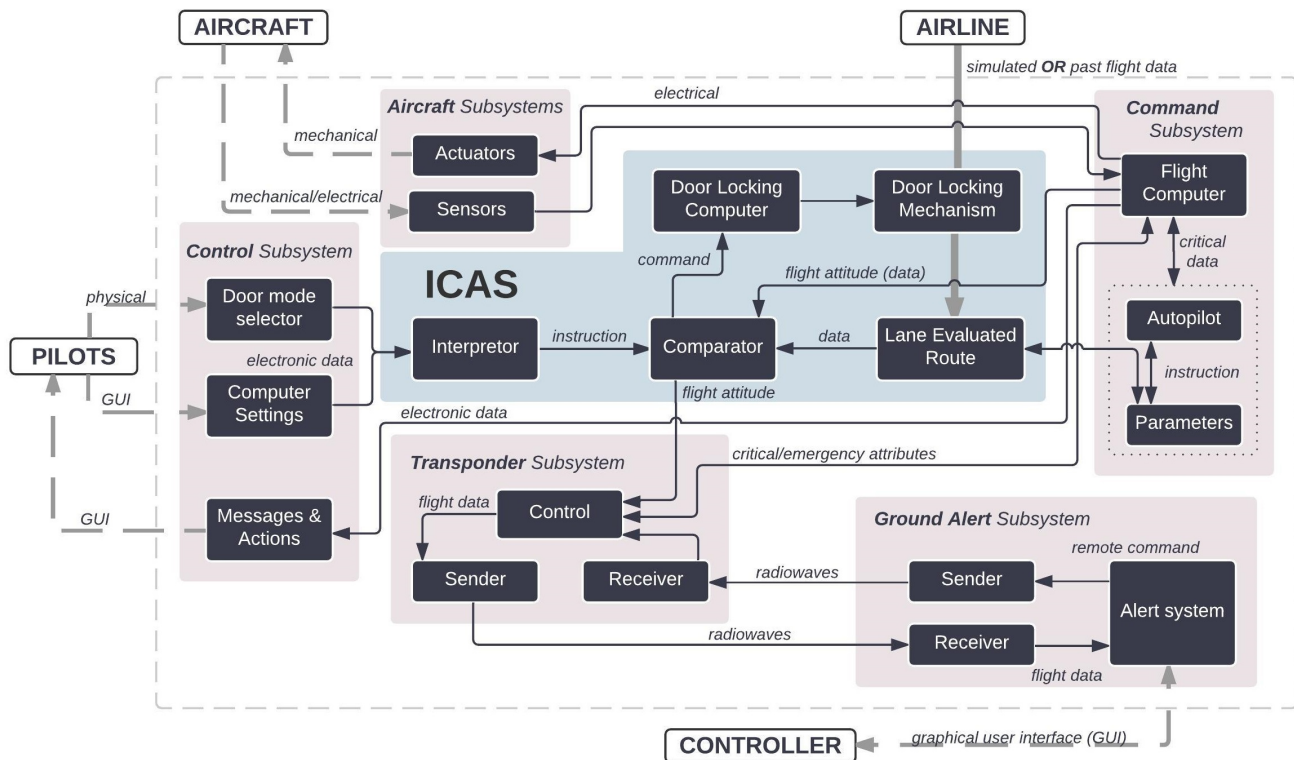 AIRCRAFT
AIRLINE
simulated OR past flight data
Aircraft Subsystems
electrical
Command
Subsystem
mechanical
Actuators
Flight
Computer
mechanical/electrical
Sensors
Door Locking
Computer
Door Locking
Mechanism
Control Subsystem
command
flight attitude (data)
critical
data
ICAS
physical
Door mode
selector
Autopilot
PILOTS
electronic data
Interpretor
instruction
Comparator
data
Lane Evaluated
Route
instruction
GUI
Computer
Settings
flight attitude
electronic data
Parameters
Transponder Subsystem
critical/emergency attributes
flight data
Control
GUI
Messages &
Actions
Ground Alert Subsystem
remote command
Sender
Receiver
radiowaves
Sender
Alert system
radiowaves
Receiver
flight data
CONTROLLER
graphical user interface (GUI)